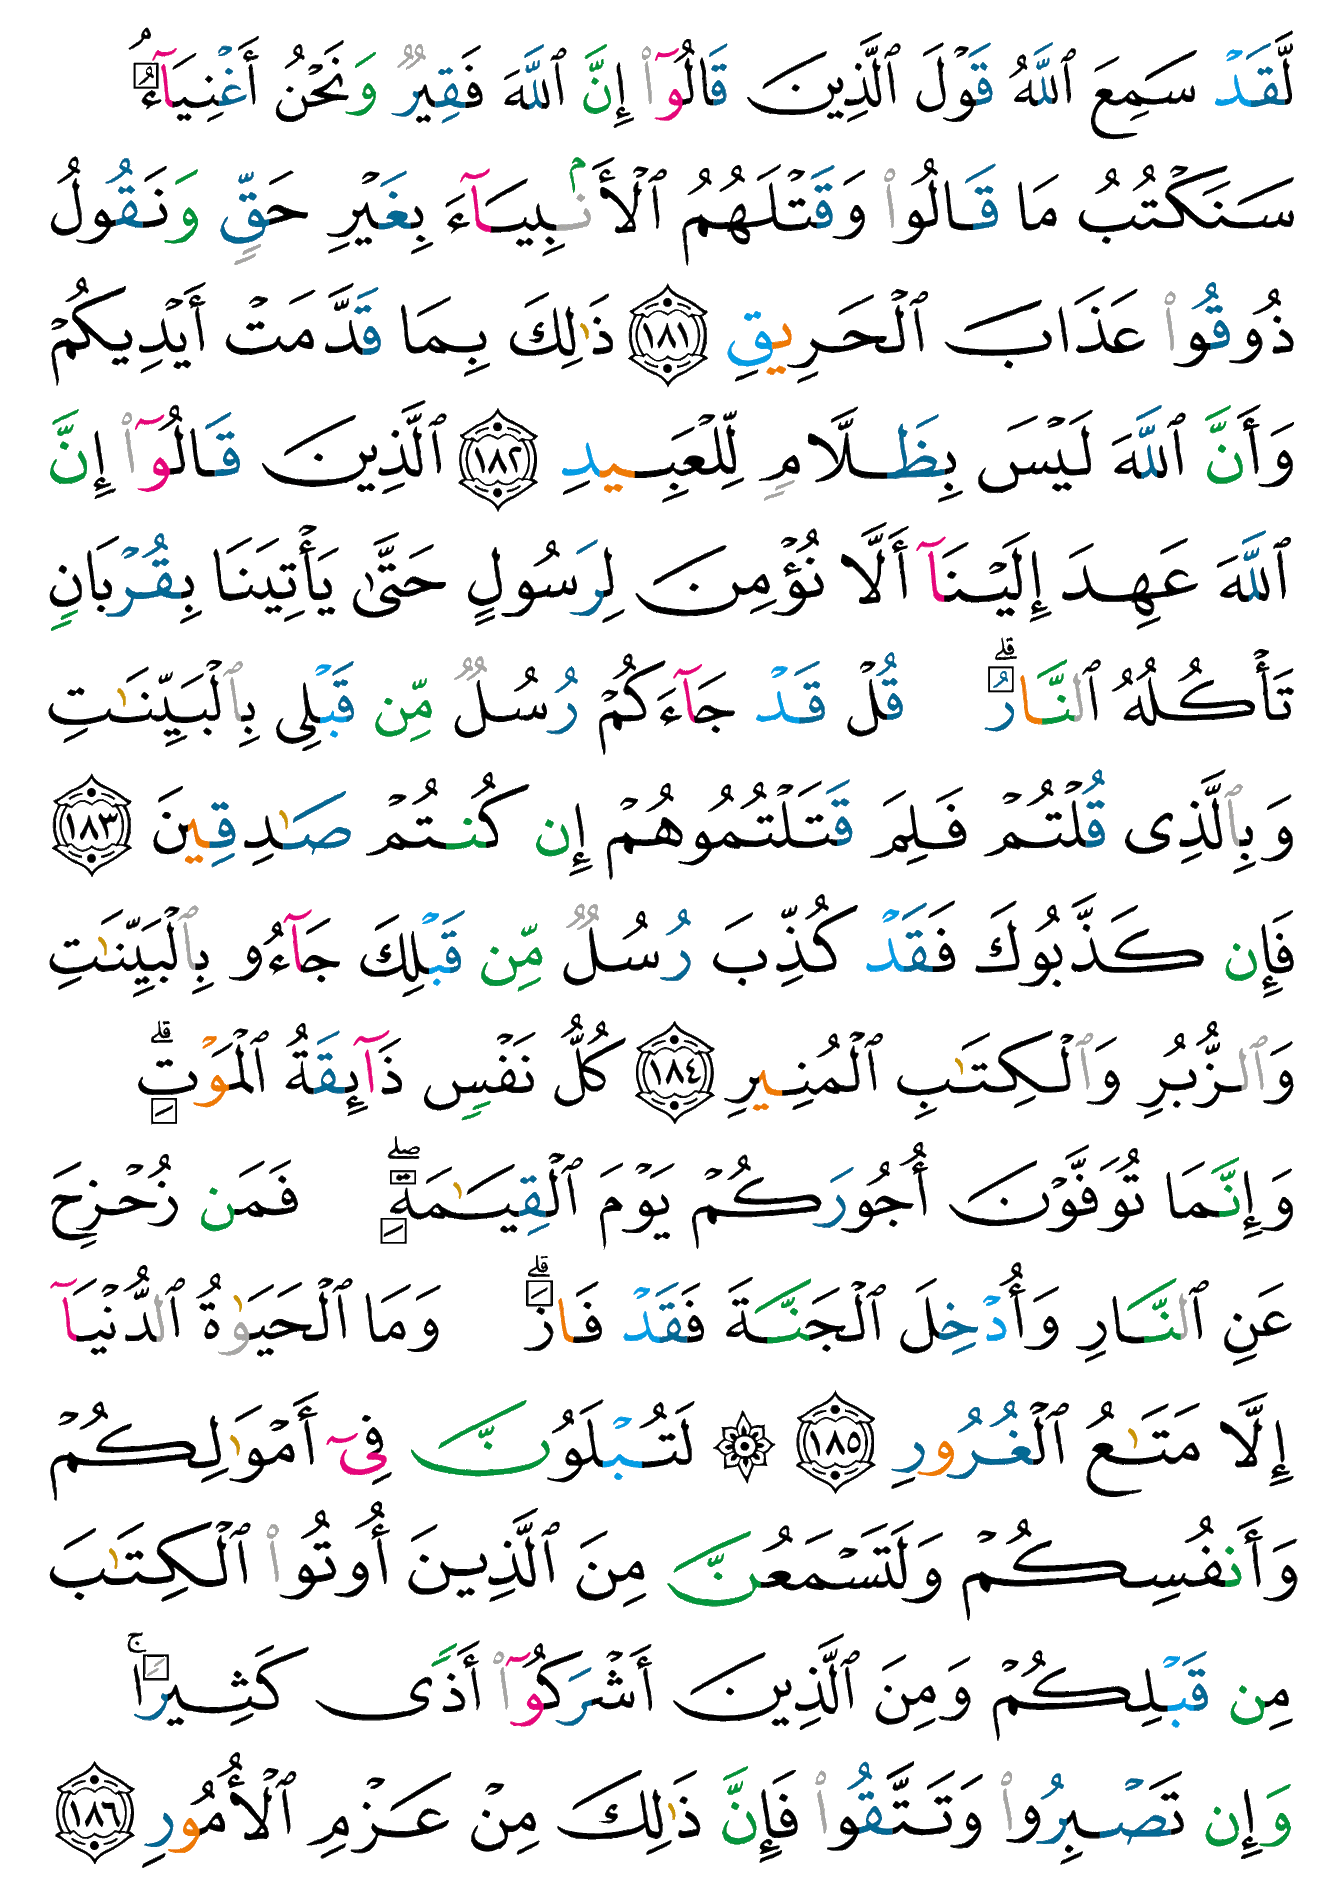 لَّقَدْ سَمِعَ ٱللَّهُ قَوْلَ ٱلَّذِينَ قَالُوٓا۟ إِنَّ ٱللَّهَ فَقِيرٌ وَنَحْنُ أَغْنِيَآءُ ۘ
سَنَكْتُبُ مَا قَالُوا۟ وَقَتْلَهُمُ ٱلْأَنۢبِيَآءَ بِغَيْرِ حَقٍّ وَنَقُولُ
ذُوقُوا۟ عَذَابَ ٱلْحَرِيقِ ١٨١ ذَٰلِكَ بِمَا قَدَّمَتْ أَيْدِيكُمْ
وَأَنَّ ٱللَّهَ لَيْسَ بِظَلَّامٍ لِّلْعَبِيدِ ١٨٢ ٱلَّذِينَ قَالُوٓا۟ إِنَّ
ٱللَّهَ عَهِدَ إِلَيْنَآ أَلَّا نُؤْمِنَ لِرَسُولٍ حَتَّىٰ يَأْتِيَنَا بِقُرْبَانٍ
تَأْكُلُهُ ٱلنَّارُ ۗ قُلْ قَدْ جَآءَكُمْ رُسُلٌ مِّن قَبْلِى بِٱلْبَيِّنَٰتِ
وَبِٱلَّذِى قُلْتُمْ فَلِمَ قَتَلْتُمُوهُمْ إِن كُنتُمْ صَٰدِقِينَ ١٨٣
فَإِن كَذَّبُوكَ فَقَدْ كُذِّبَ رُسُلٌ مِّن قَبْلِكَ جَآءُو بِٱلْبَيِّنَٰتِ
وَٱلزُّبُرِ وَٱلْكِتَٰبِ ٱلْمُنِيرِ ١٨٤ كُلُّ نَفْسٍ ذَآئِقَةُ ٱلْمَوْتِ ۗ
وَإِنَّمَا تُوَفَّوْنَ أُجُورَكُمْ يَوْمَ ٱلْقِيَٰمَةِ ۖ فَمَن زُحْزِحَ
عَنِ ٱلنَّارِ وَأُدْخِلَ ٱلْجَنَّةَ فَقَدْ فَازَ ۗ وَمَا ٱلْحَيَوٰةُ ٱلدُّنْيَآ
إِلَّا مَتَٰعُ ٱلْغُرُورِ ١٨٥ ۞ لَتُبْلَوُنَّ فِىٓ أَمْوَٰلِكُمْ
وَأَنفُسِكُمْ وَلَتَسْمَعُنَّ مِنَ ٱلَّذِينَ أُوتُوا۟ ٱلْكِتَٰبَ
مِن قَبْلِكُمْ وَمِنَ ٱلَّذِينَ أَشْرَكُوٓا۟ أَذًى كَثِيرًا ۚ
وَإِن تَصْبِرُوا۟ وَتَتَّقُوا۟ فَإِنَّ ذَٰلِكَ مِنْ عَزْمِ ٱلْأُمُورِ ١٨٦